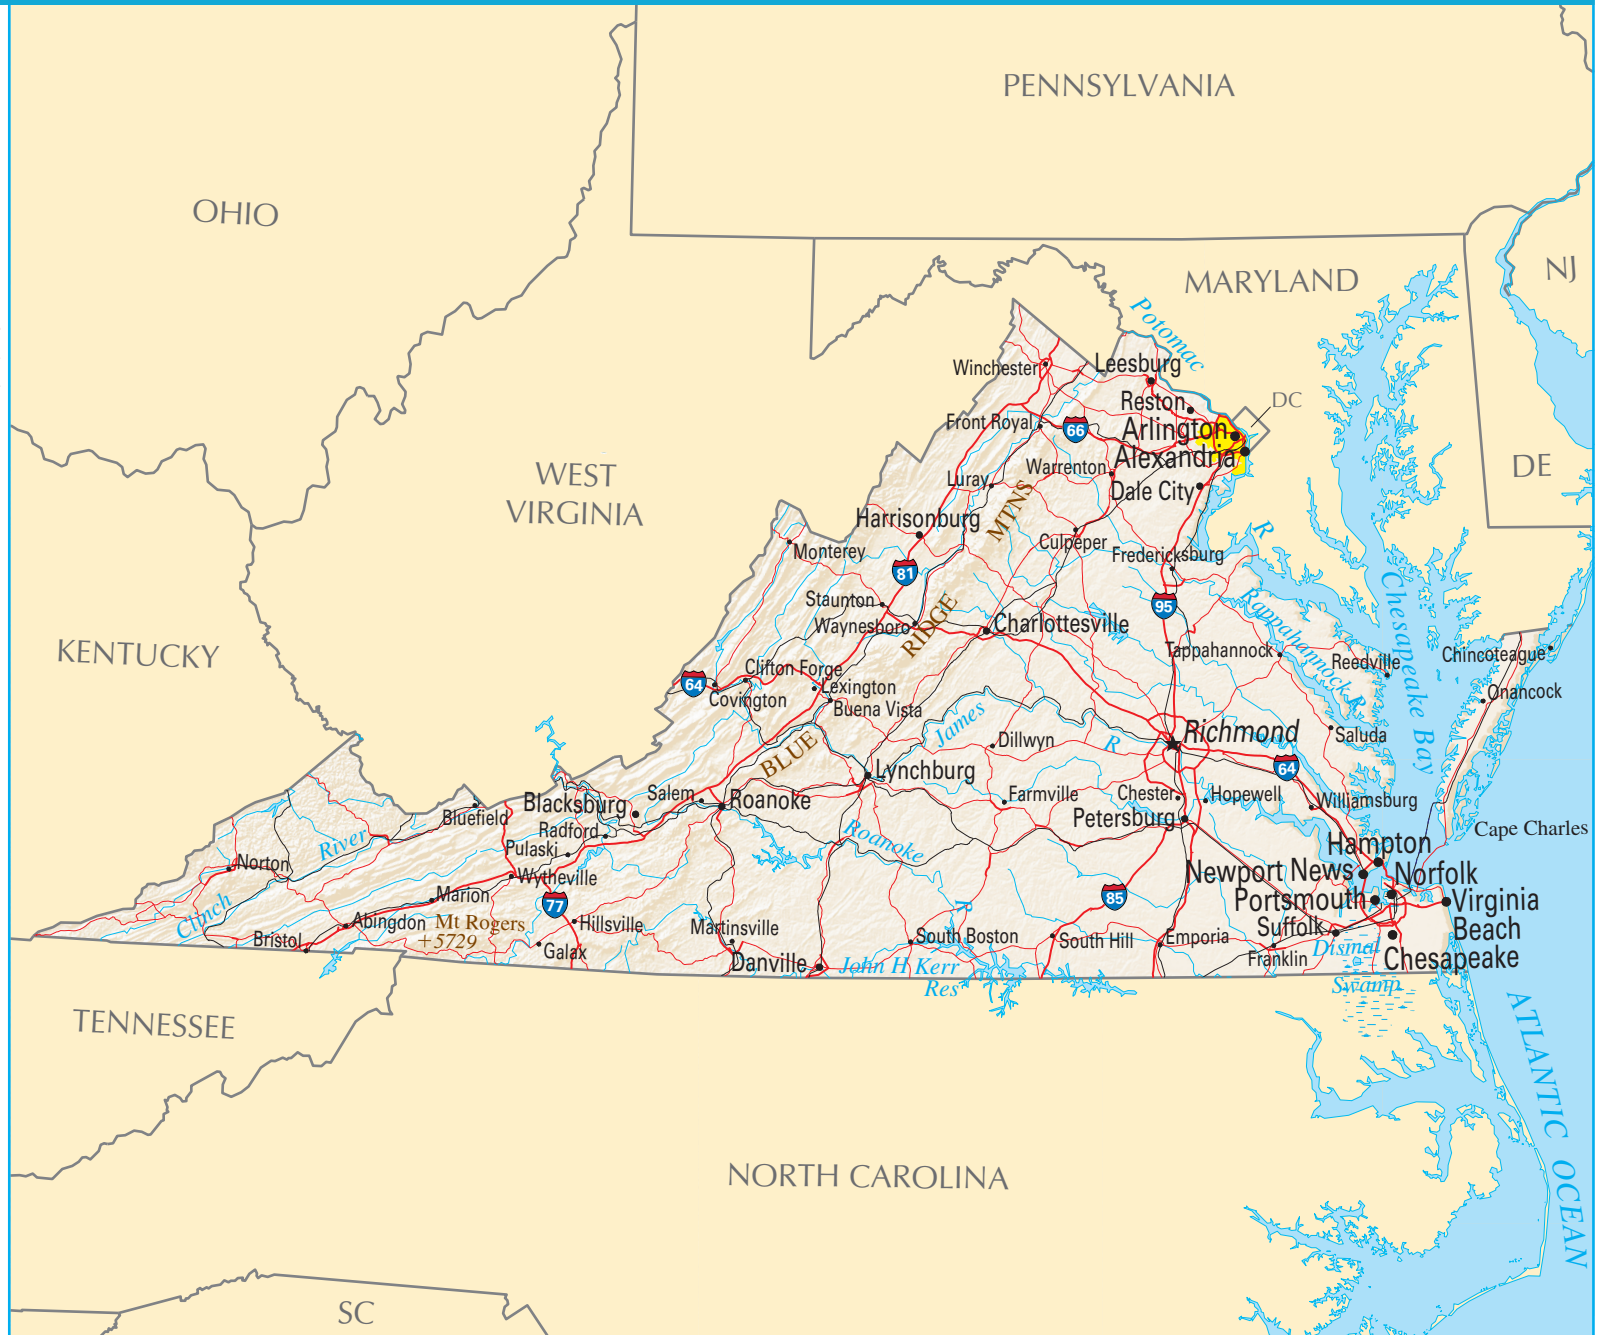 PENNSYLVANIA
OHIO
NJ
MARYLAND
Potomac
Winchester
Leesburg
Reston
DC
Front Royal
66
Arlington
Alexandria
WEST
VIRGINIA
DE
Warrenton
Luray
Dale City
MTNS
Harrisonburg
R
Culpeper
Monterey
Fredericksburg
81
Chesapeake Bay
Staunton
95
Rappahannock R
Waynesboro
RIDGE
Charlottesville
KENTUCKY
Tappahannock
Reedville
Chincoteague
Clifton Forge
64
Lexington
Onancock
Covington
Buena Vista
James
R
Richmond
Saluda
Dillwyn
BLUE
64
Lynchburg
Blacksburg
Salem
Roanoke
Farmville
Chester
Hopewell
Williamsburg
Bluefield
Petersburg
Radford
Roanoke
Cape Charles
River
Pulaski
Hampton
Norton
Wytheville
Newport News
Norfolk
Marion
77
85
Portsmouth
Virginia
Beach
Clinch
Abingdon
Mt Rogers
+5729
Hillsville
Martinsville
R
Suffolk
Bristol
Galax
South Boston
South Hill
Emporia
Dismal
Swamp
Danville
John H Kerr
Res
Franklin
Chesapeake
TENNESSEE
ATLANTIC OCEAN
NORTH CAROLINA
SC